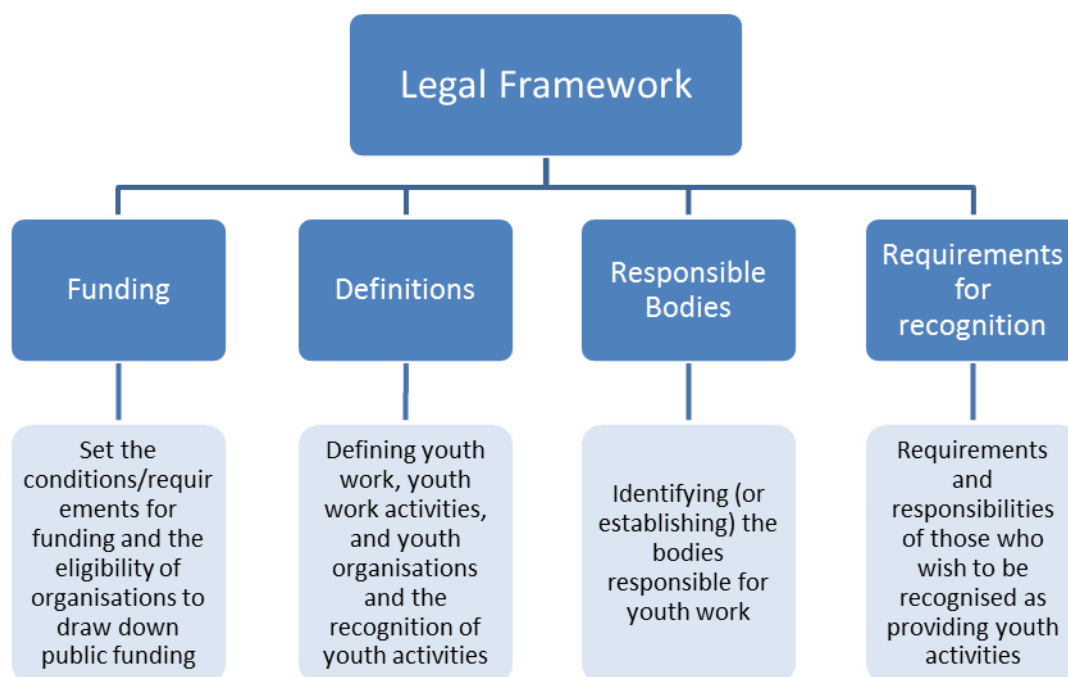 Legal Framework
Funding
Definitions
Responsible
Bodies
Requirements
for
recognition
Set the
conditions/requir
ements for
funding and the
eligibility of
organisations to
draw down
public funding
Defining youth
work, youth
work activities,
and youth
organisations
and the
recognition of
youth activities
Identifying (or
establishing) the
bodies
responsible for
youth work
Requirements
and
responsibilities
of those who
wish to be
recognised as
providing youth
activities